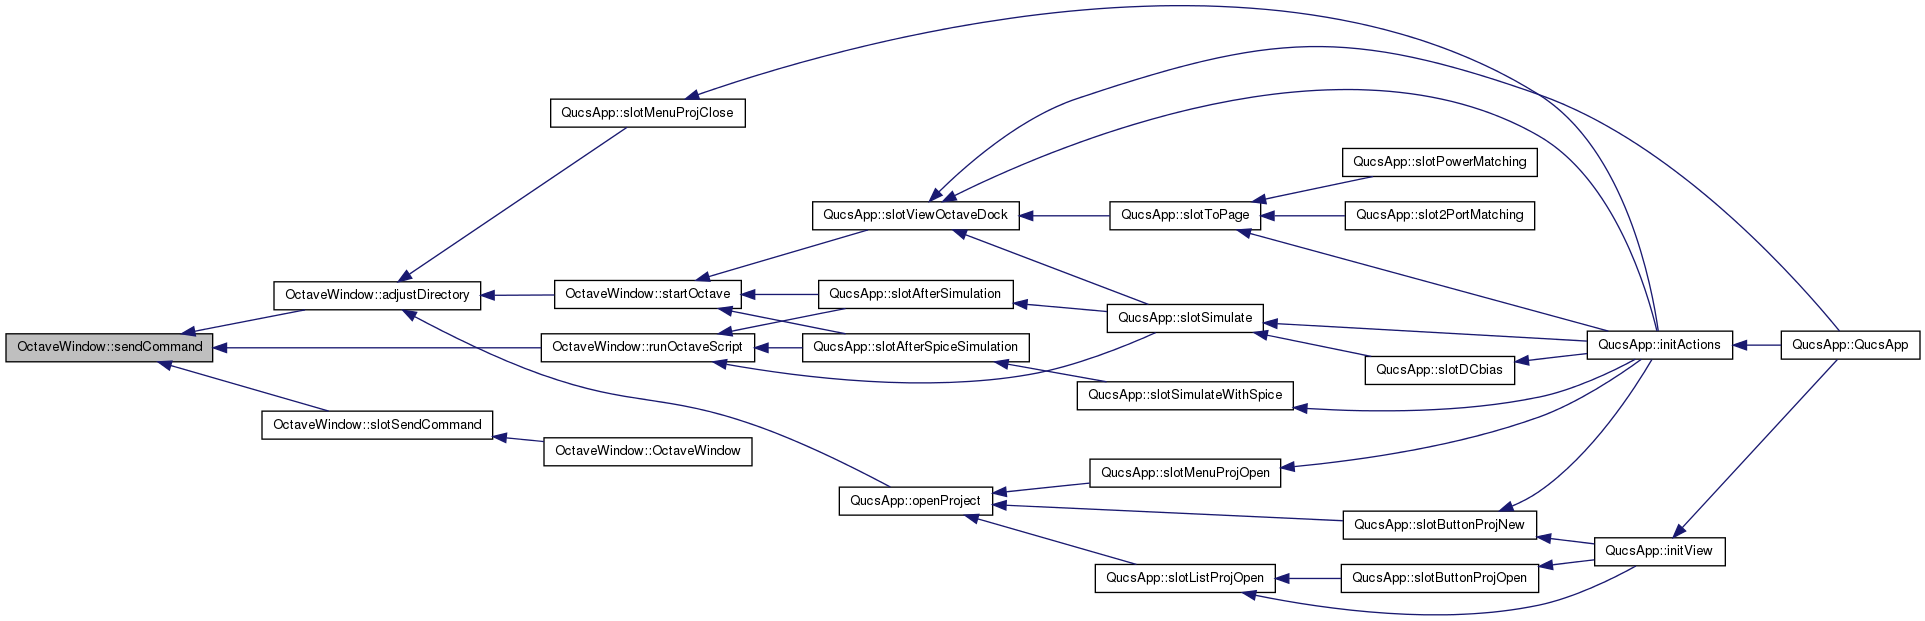 QucsApp::slotMenuProjClose
QucsApp::slotPowerMatching
QucsApp::slotViewOctaveDock
QucsApp::slotToPage
QucsApp::slot2PortMatching
OctaveWindow::adjustDirectory
OctaveWindow::startOctave
QucsApp::slotAfterSimulation
QucsApp::slotSimulate
OctaveWindow::sendCommand
OctaveWindow::runOctaveScript
QucsApp::slotAfterSpiceSimulation
QucsApp::initActions
QucsApp::QucsApp
QucsApp::slotDCbias
QucsApp::slotSimulateWithSpice
OctaveWindow::slotSendCommand
OctaveWindow::OctaveWindow
QucsApp::slotMenuProjOpen
QucsApp::openProject
QucsApp::slotButtonProjNew
QucsApp::initView
QucsApp::slotListProjOpen
QucsApp::slotButtonProjOpen